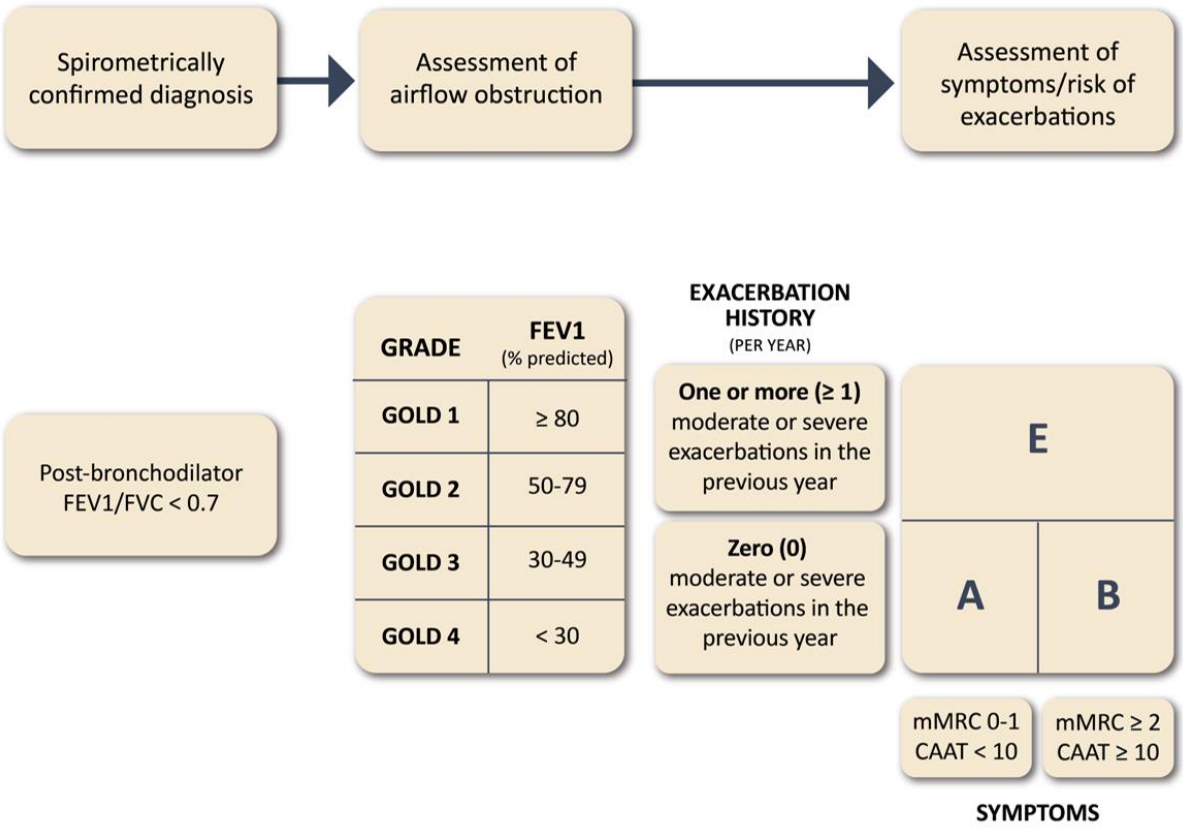 Spirometrically
confirmed diagnosis
Assessment of
airflow obstruction
Assessment of
symptoms/risk of
exacerbations
Post-bronchodilator
FEV1/FVC < 0.7
GRADE
FEV1
(% predicted)
GOLD 1
≥ 80
GOLD 2
50-79
GOLD 3
30-49
GOLD 4
< 30
EXACERBATION
HISTORY
(PER YEAR)
One or more (≥ 1)
moderate or severe
exacerbations in the
previous year
Zero (0)
moderate or severe
exacerbations in the
previous year
E
A
B
mMRC 0-1
CAAT < 10
mMRC ≥ 2
CAAT ≥ 10
SYMPTOMS